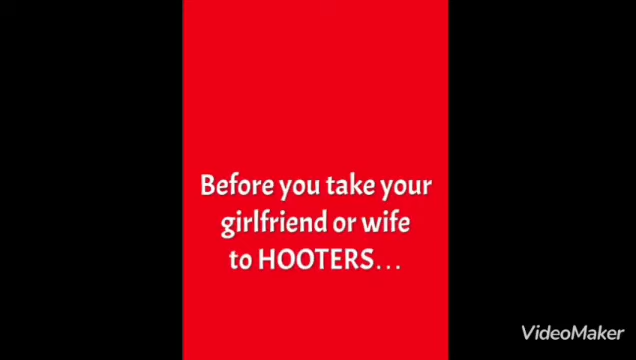 Before you take your
girlfriend or wife
to HOOTERS...
VideoMaker